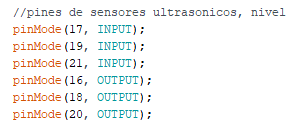 //pines de sensores ultrasonicos, nivel
pinMode(17, INPUT);
pinMode(19, INPUT);
pinMode(21, INPUT);
pinMode(16, OUTPUT);
pinMode(18, OUTPUT);
pinMode(20, OUTPUT);